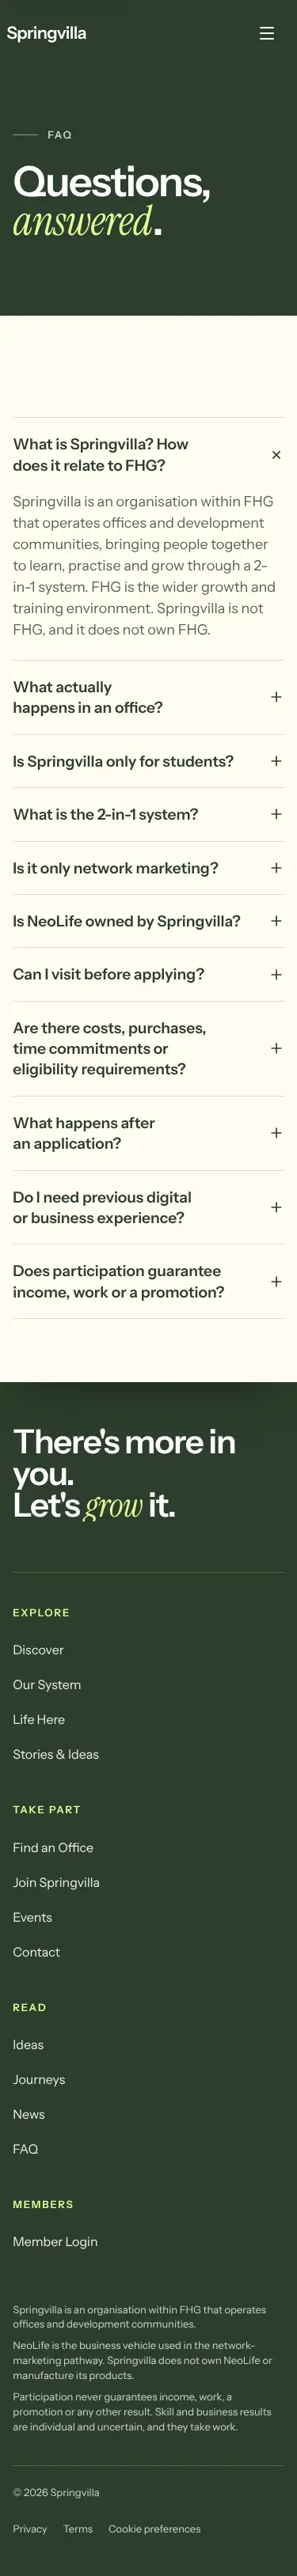 Springvilla
FAQ
Questions,
answered.
What is Springvilla? How
does it relate to FHG?
Springvilla is an organisation within FHG
that operates offices and development
communities, bringing people together
to learn, practise and grow through a 2-
in-1 system. FHG is the wider growth and
training environment. Springvilla is not
FHG, and it does not own FHG.
What actually
happens in an office?
Is Springvilla only for students?
What is the 2-in-1 system?
Is it only network marketing?
Is NeoLife owned by Springvilla?
Can I visit before applying?
Are there costs, purchases,
time commitments or
eligibility requirements?
What happens after
an application?
Do I need previous digital
or business experience?
Does participation guarantee
income, work or a promotion?
There's more in
you.
Let's grow it.
EXPLORE
Discover
Our System
Life Here
Stories & Ideas
TAKE PART
Find an Office
Join Springvilla
Events
Contact
READ
Ideas
Journeys
News
FAQ
MEMBERS
Member Login
Springvilla is an organisation within FHG that operates
offices and development communities.
NeoLife is the business vehicle used in the network-
marketing pathway. Springvilla does not own NeoLife or
manufacture its products.
Participation never guarantees income, work, a
promotion or any other result. Skill and business results
are individual and uncertain, and they take work.
© 2026 Springvilla
Privacy Terms Cookie preferences